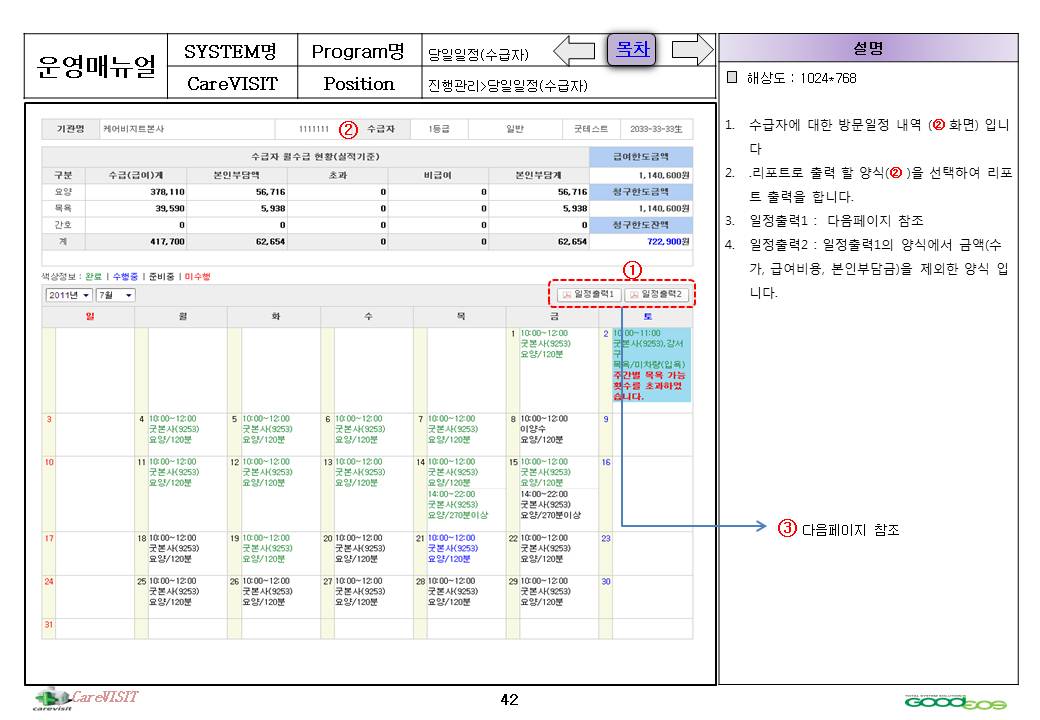 운영매뉴얼
SYSTEM명 Program명 당일일정(수급자) 목차
CareVISIT Position 진행관리>당일일정(수급자)
설명
해상도 : 1024*768
1. 수급자에 대한 방문일정 내역 (② 화면) 입니
다
2. .리포트로 출력 할 양식(② )을 선택하여 리포
트 출력을 합니다.
3. 일정출력1 : 다음페이지 참조
4. 일정출력2 : 일정출력1의 양식에서 금액(수
가, 급여비용, 본인부담금)을 제외한 양식 입
니다.
③ 다음페이지 참조
기관명 케어비지트본사 1111111 ② 수급자 1등급 일반 굿테스트 2033-33-33生
수급자 월수급 현황(실적기준) 급여한도금액
구분 수급(급여)계 본인부담액 초과 비급여 본인부담계 1,140,600원
요양 378,110 56,716 0 0 56,716 청구한도금액
목욕 39,590 5,938 0 0 5,938 1,140,600원
간호 0 0 0 0 0 청구한도잔액
계 417,700 62,654 0 0 62,654 722,900원
색상정보 : 완료 | 수행중 | 준비중 | 미수행
①
2011년 7월 일정출력1 일정출력2
일 월 화 수 목 금 토
1 10:00~12:00
굿본사(9253)
요양/120분
2 10:00~11:00
굿본사(9253),강서
구
목욕/미차량(입욕)
주간별 목욕 가능
횟수를 초과하였
습니다.
3
4 10:00~12:00
굿본사(9253)
요양/120분
5 10:00~12:00
굿본사(9253)
요양/120분
6 10:00~12:00
굿본사(9253)
요양/120분
7 10:00~12:00
굿본사(9253)
요양/120분
8 10:00~12:00
이양수
요양/120분
9
10
11 10:00~12:00
굿본사(9253)
요양/120분
12 10:00~12:00
굿본사(9253)
요양/120분
13 10:00~12:00
굿본사(9253)
요양/120분
14 10:00~12:00
굿본사(9253)
요양/120분
14:00~22:00
굿본사(9253)
요양/270분이상
15 10:00~12:00
굿본사(9253)
요양/120분
14:00~22:00
굿본사(9253)
요양/270분이상
16
17
18 10:00~12:00
굿본사(9253)
요양/120분
19 10:00~12:00
굿본사(9253)
요양/120분
20 10:00~12:00
굿본사(9253)
요양/120분
21 10:00~12:00
굿본사(9253)
요양/120분
22 10:00~12:00
굿본사(9253)
요양/120분
23
24
25 10:00~12:00
굿본사(9253)
요양/120분
26 10:00~12:00
굿본사(9253)
요양/120분
27 10:00~12:00
굿본사(9253)
요양/120분
28 10:00~12:00
굿본사(9253)
요양/120분
29 10:00~12:00
굿본사(9253)
요양/120분
30
31
carevisit CareVISIT
42
GOODEOS